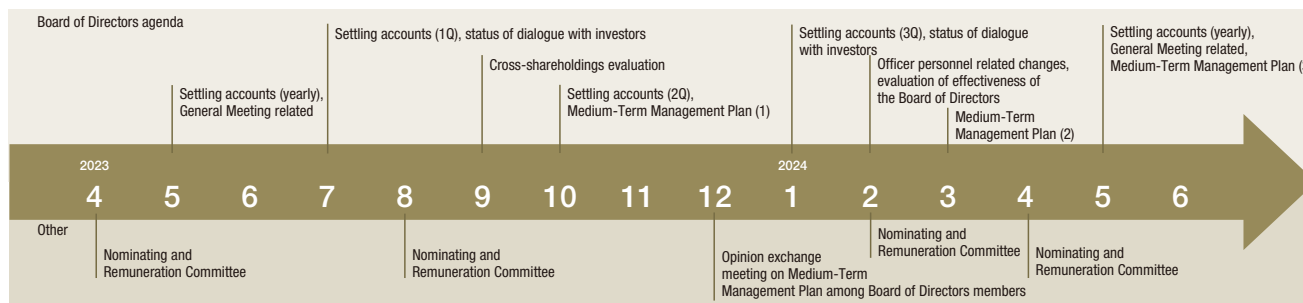 Board of Directors agenda
Settling accounts (1Q), status of dialogue with investors
Settling accounts (3Q), status of dialogue
with investors
Settling accounts (yearly),
General Meeting related,
Medium-Term Management Plan (
Cross-shareholdings evaluation
Officer personnel related changes,
evaluation of effectiveness of
the Board of Directors
Settling accounts (yearly),
General Meeting related
Settling accounts (2Q),
Medium-Term Management Plan (1)
Medium-Term
Management Plan (2)
2023
2024
4 5 6 7 8 9 10 11 12 1 2 3 4 5 6
Other
Nominating and
Remuneration Committee
Nominating and
Remuneration Committee
Opinion exchange
meeting on Medium-Term
Management Plan among Board of Directors members
Nominating and
Remuneration Committee
Nominating and
Remuneration Committee